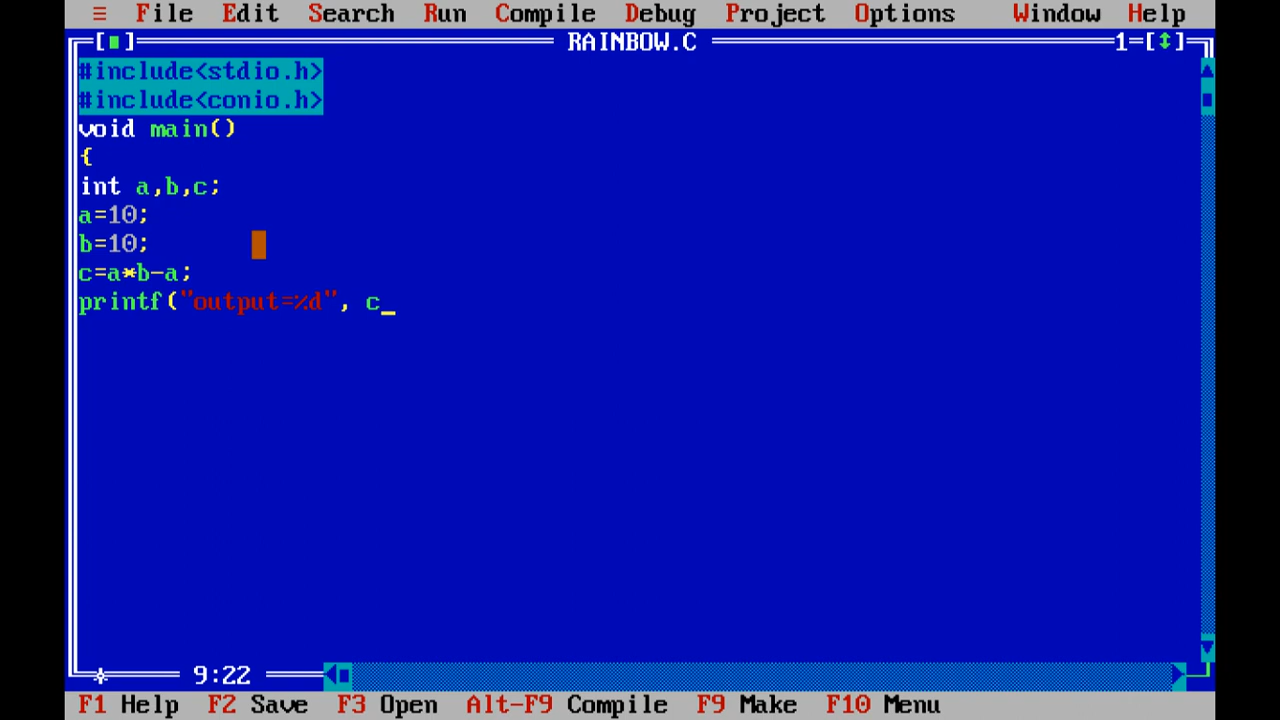 ≡ File Edit Search Run Compile Debug Project Options Window Help
[■] RAINBOW.C 1=[↕]
#include<stdio.h>
#include<conio.h>
void main()
{
int a,b,c;
a=10;
b=10;
c=a*b-a;
printf("output=%d", c_
9:22
F1 Help F2 Save F3 Open Alt-F9 Compile F9 Make F10 Menu